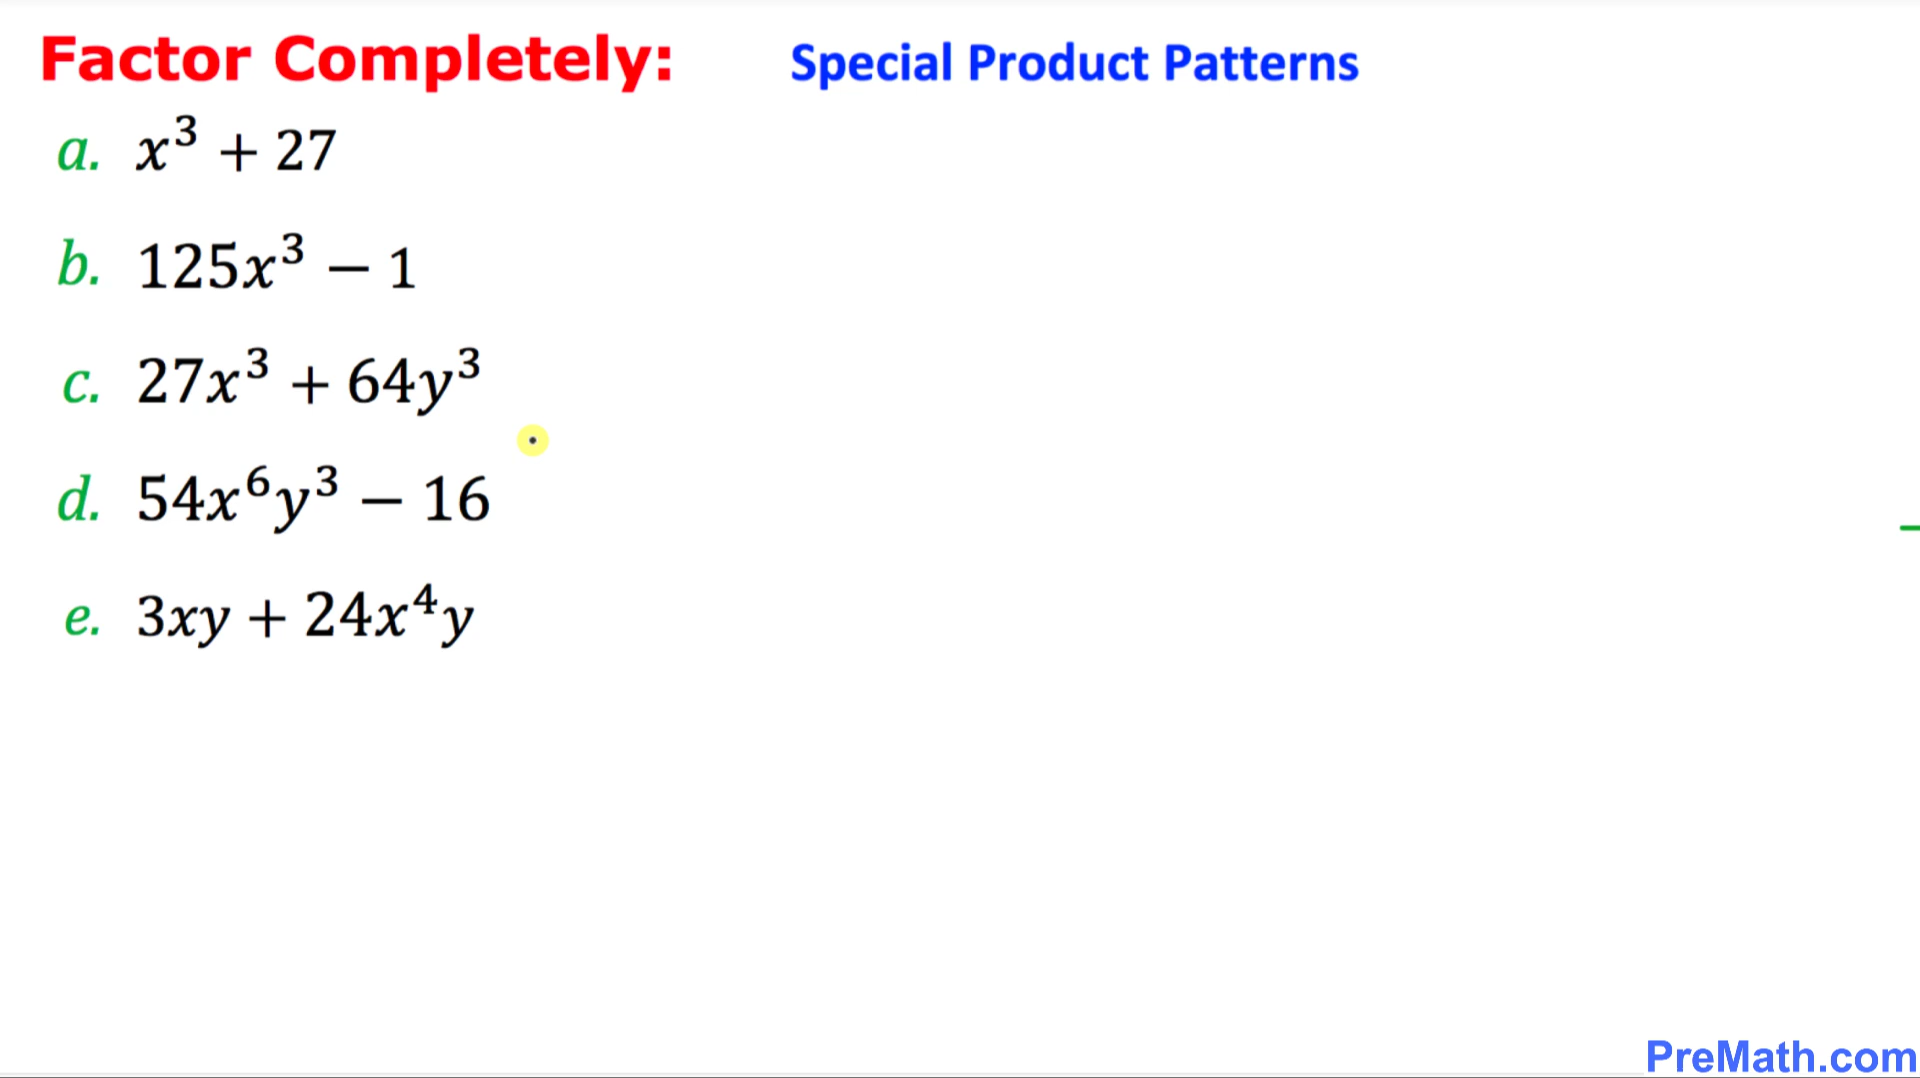 Factor Completely:
Special Product Patterns
a. x³ + 27
b. 125x³ − 1
c. 27x³ + 64y³
d. 54x⁶y³ − 16
e. 3xy + 24x⁴y
PreMath.com